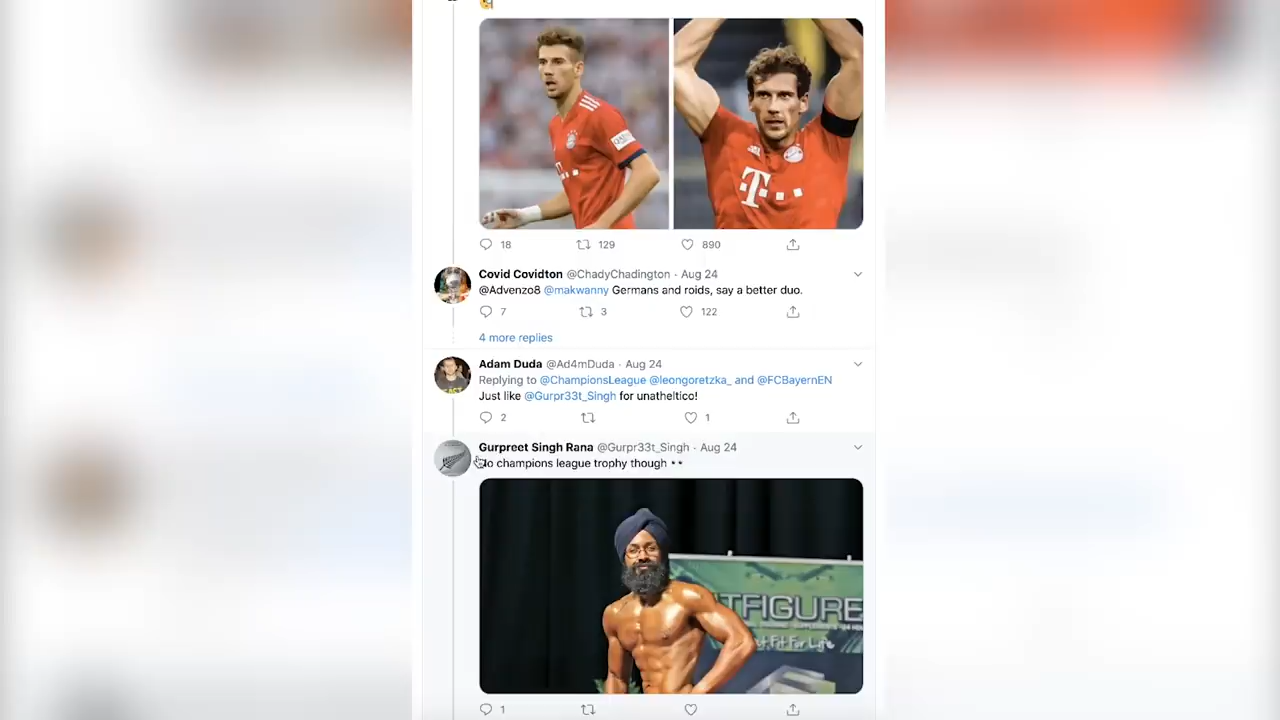 18 129 890
Covid Covidton @ChadyChadington · Aug 24
@Advenzo8 @makwanny Germans and roids, say a better duo.
7 3 122
4 more replies
Adam Duda @Ad4mDuda · Aug 24
Replying to @ChampionsLeague @leongoretzka_ and @FCBayernEN
Just like @Gurpr33t_Singh for unatheltico!
2 1
Gurpreet Singh Rana @Gurpr33t_Singh · Aug 24
No champions league trophy though
TFIGURE
t Fit For Life
1